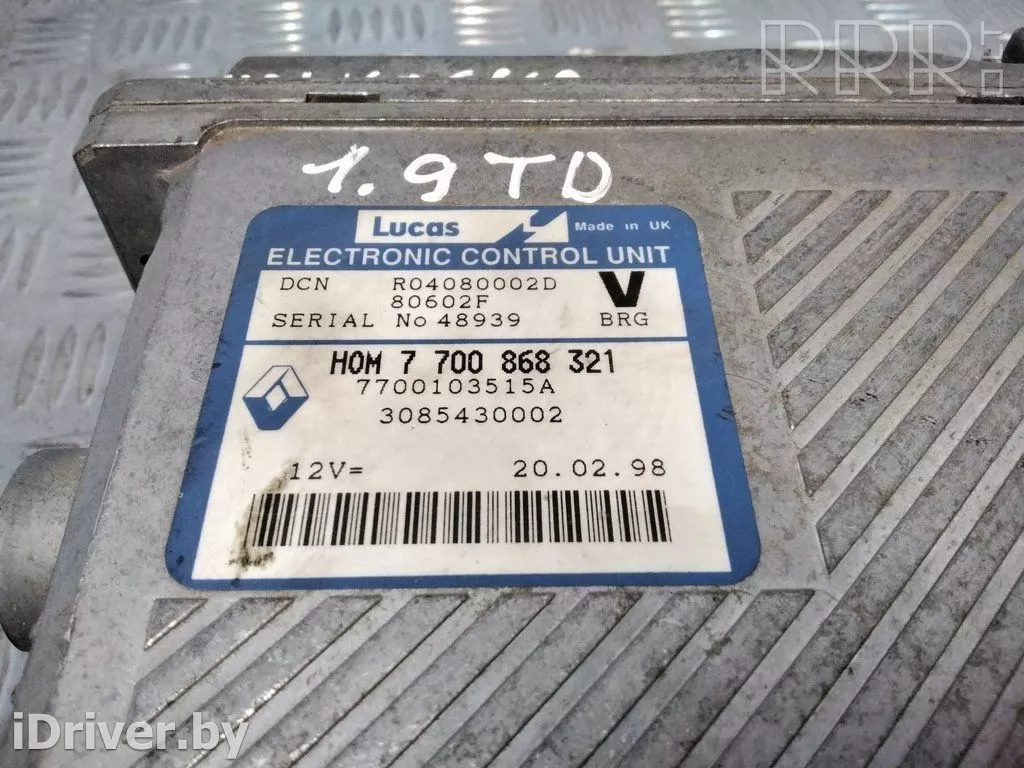 RRR
1.9TD
Lucas Made in UK
ELECTRONIC CONTROL UNIT
DCN R04080002D V
80602F
SERIAL No 48939 BRG
HOM 7 700 868 321
7700103515A
3085430002
12V= 20.02.98
iDriver.by